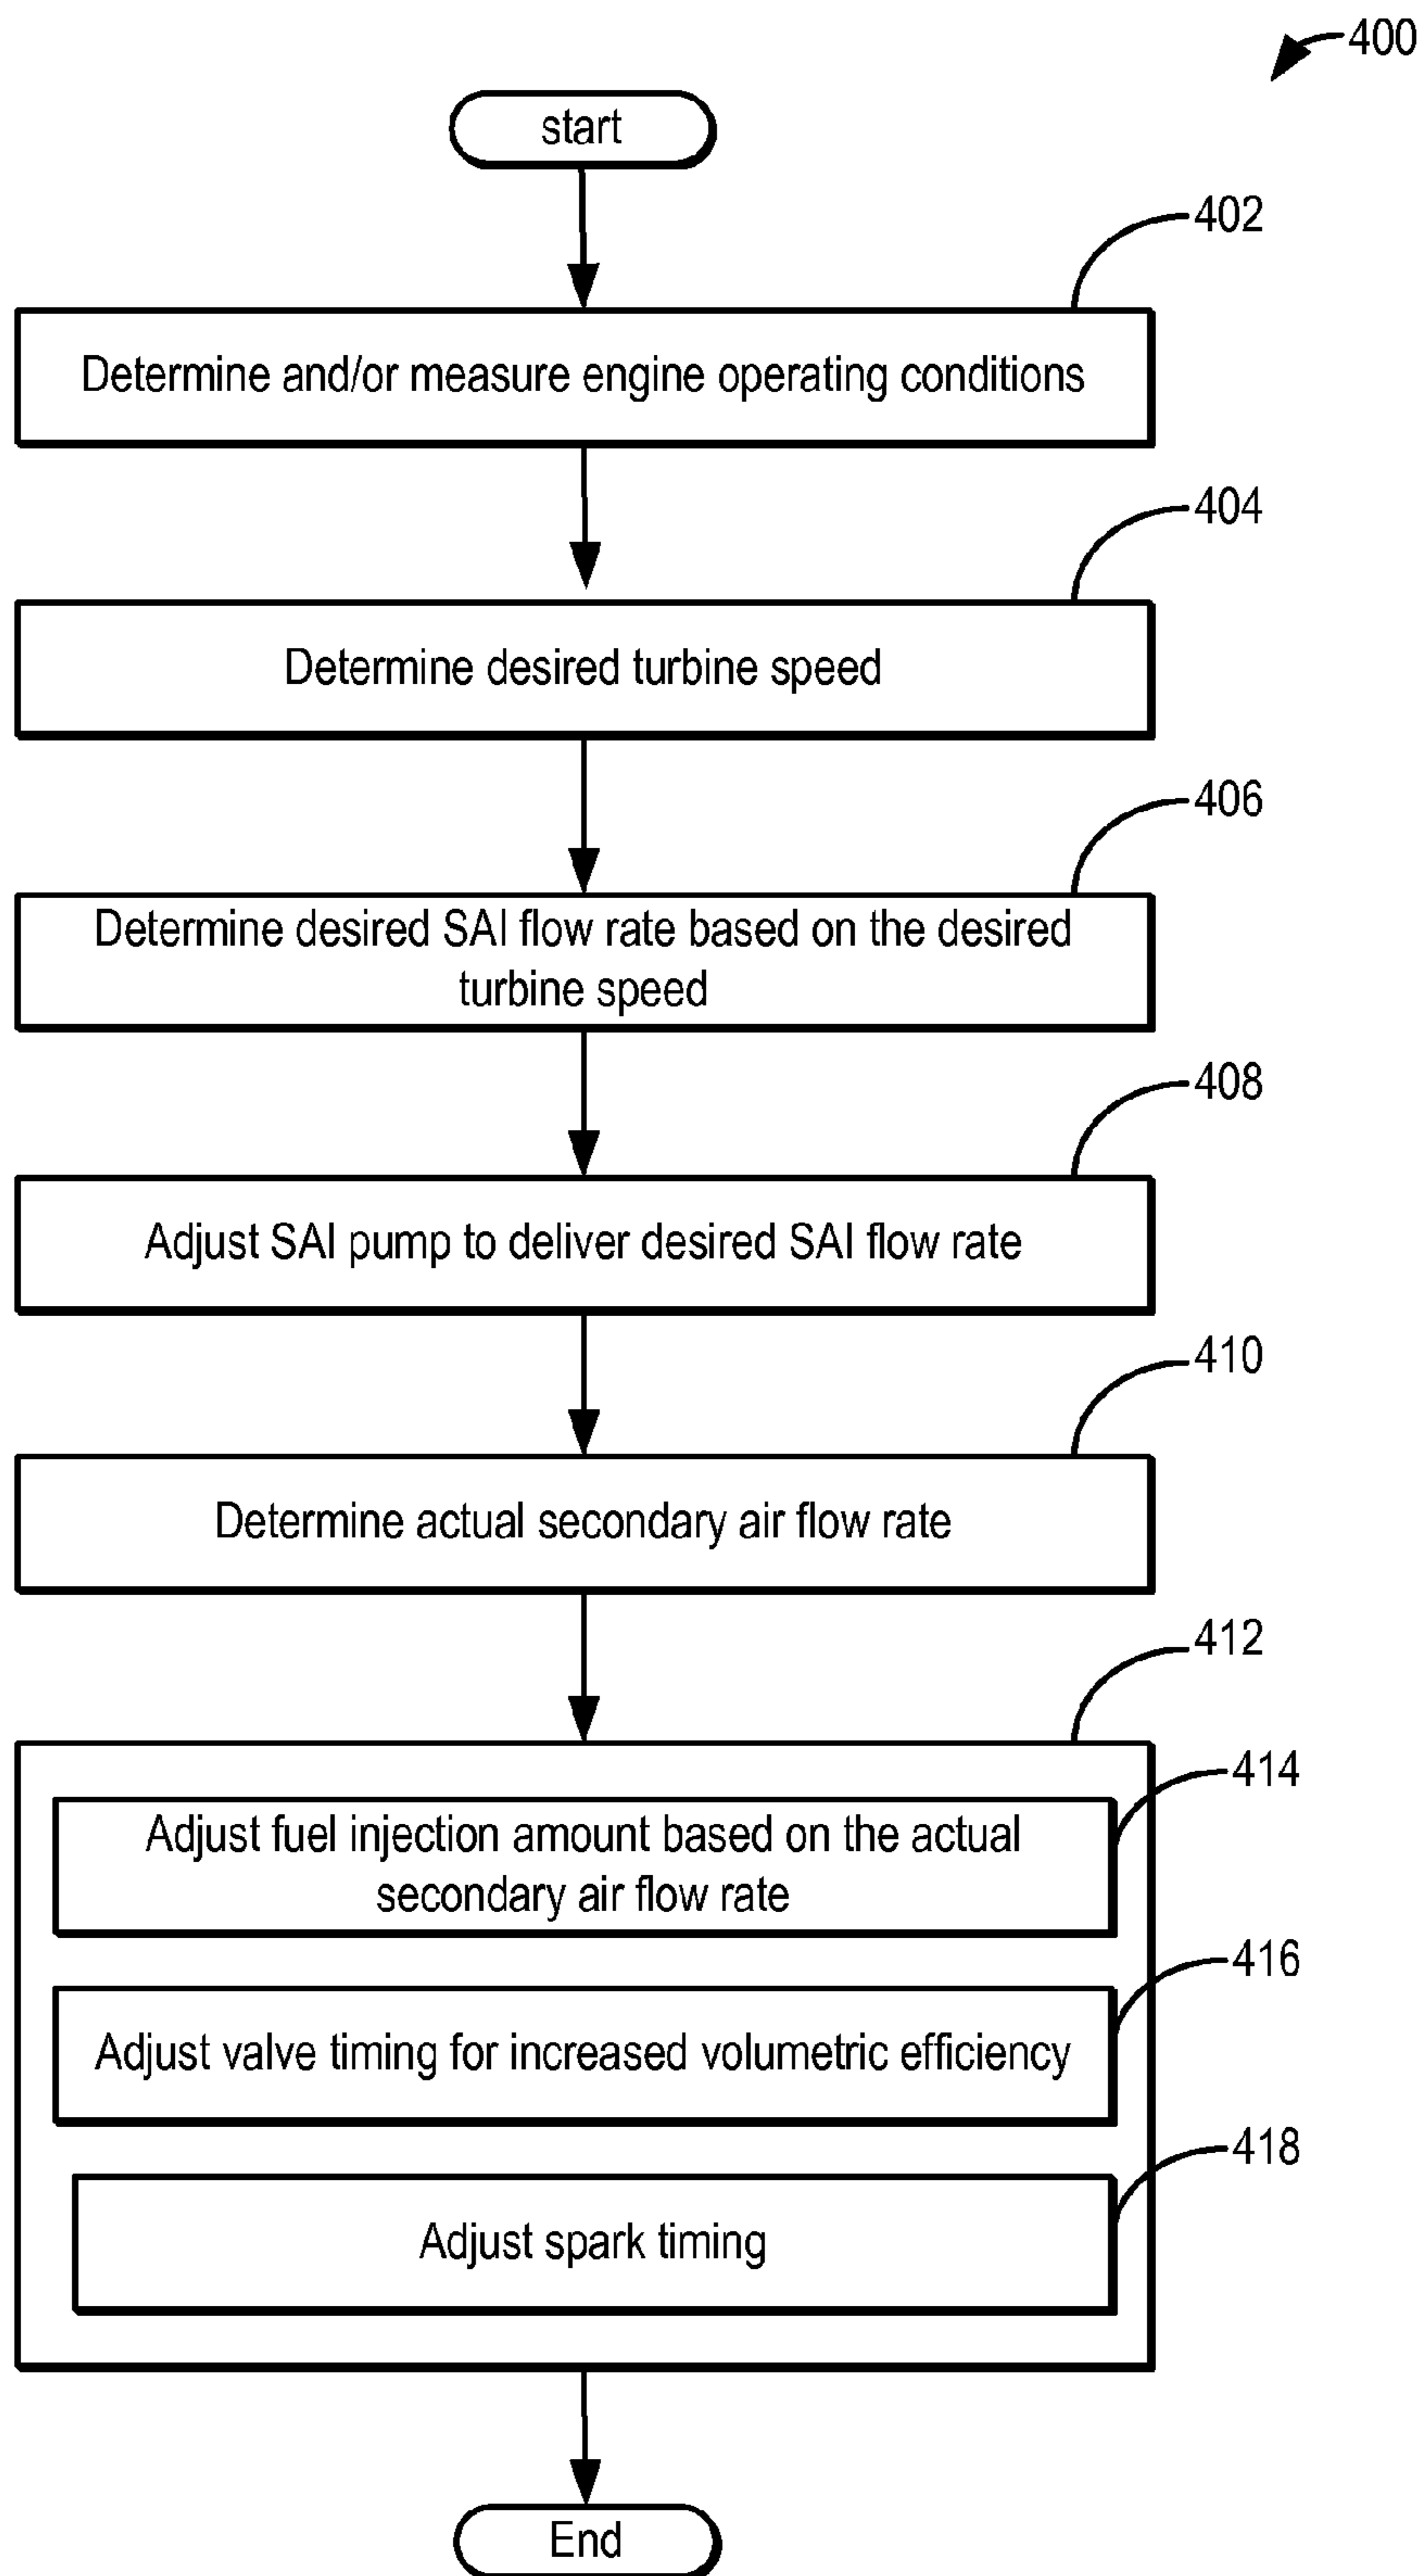 400
start
402
Determine and/or measure engine operating conditions
404
Determine desired turbine speed
406
Determine desired SAI flow rate based on the desired
turbine speed
408
Adjust SAI pump to deliver desired SAI flow rate
410
Determine actual secondary air flow rate
412
414
Adjust fuel injection amount based on the actual
secondary air flow rate
416
Adjust valve timing for increased volumetric efficiency
418
Adjust spark timing
End